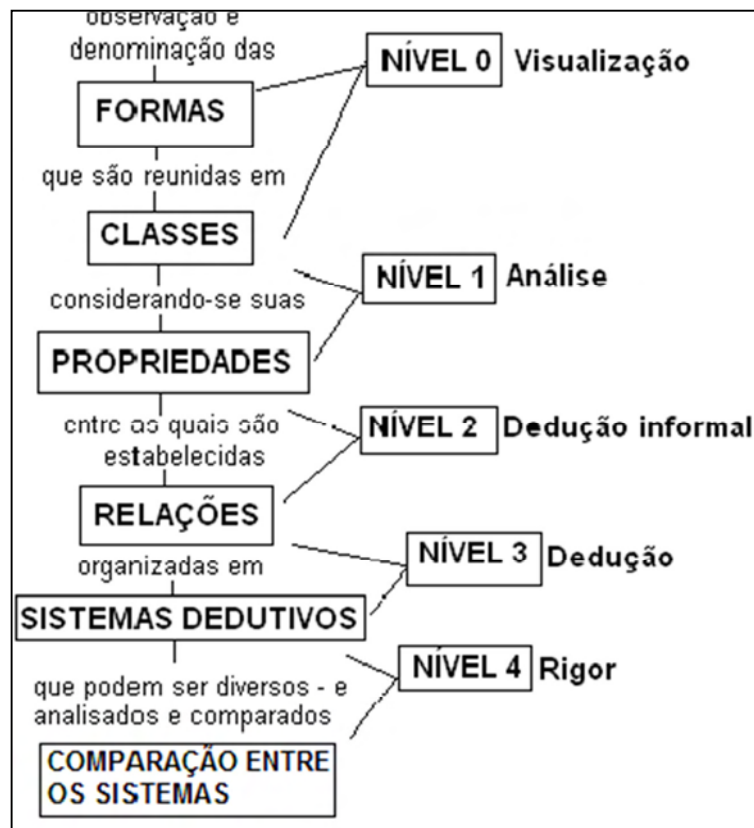 observação e
denominação das
NÍVEL 0 Visualização
FORMAS
que são reunidas em
CLASSES
NÍVEL 1 Análise
considerando-se suas
PROPRIEDADES
entre as quais são
estabelecidas
NÍVEL 2 Dedução informal
RELAÇÕES
NÍVEL 3 Dedução
organizadas em
SISTEMAS DEDUTIVOS
NÍVEL 4 Rigor
que podem ser diversos - e
analisados e comparados
COMPARAÇÃO ENTRE
OS SISTEMAS